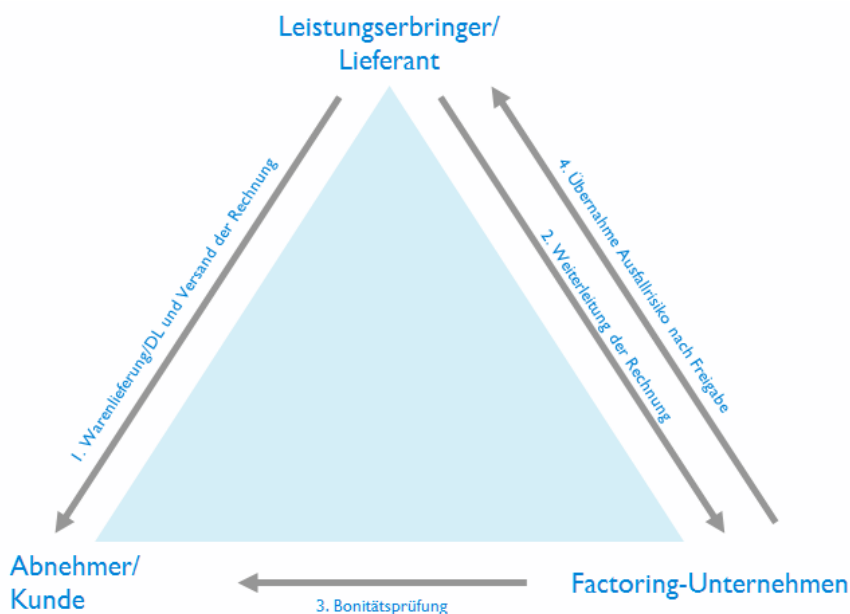 Leistungserbringer/
Lieferant
1. Warenlieferung/DL und Versand der Rechnung
2. Weiterleitung der Rechnung
4. Übernahme Ausfallrisiko nach Freigabe
Abnehmer/
Kunde
3. Bonitätsprüfung
Factoring-Unternehmen